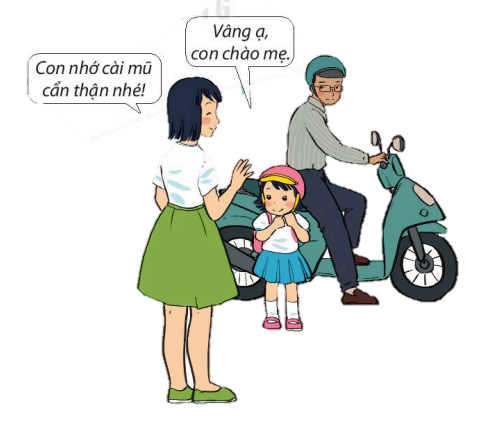 Con nhớ cài mũ
cẩn thận nhé!
Vâng ạ,
con chào mẹ.